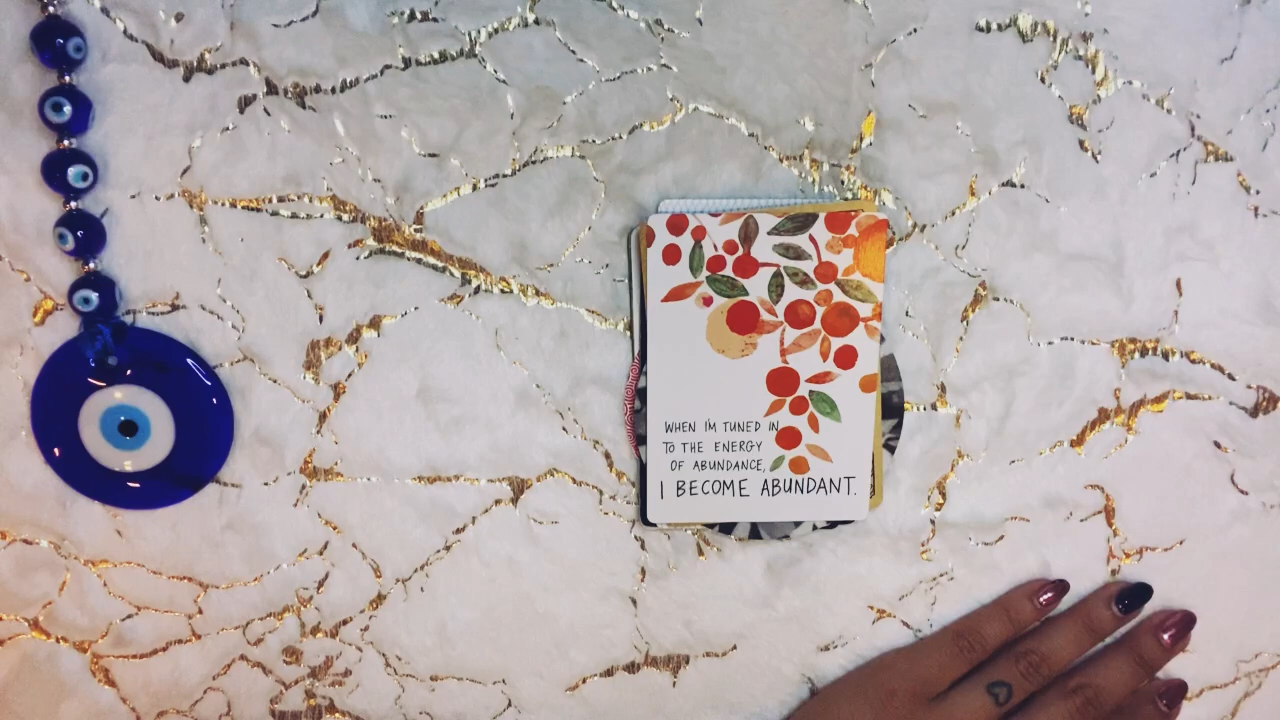 WHEN I'M TUNED IN
TO THE ENERGY
OF ABUNDANCE,
I BECOME ABUNDANT.